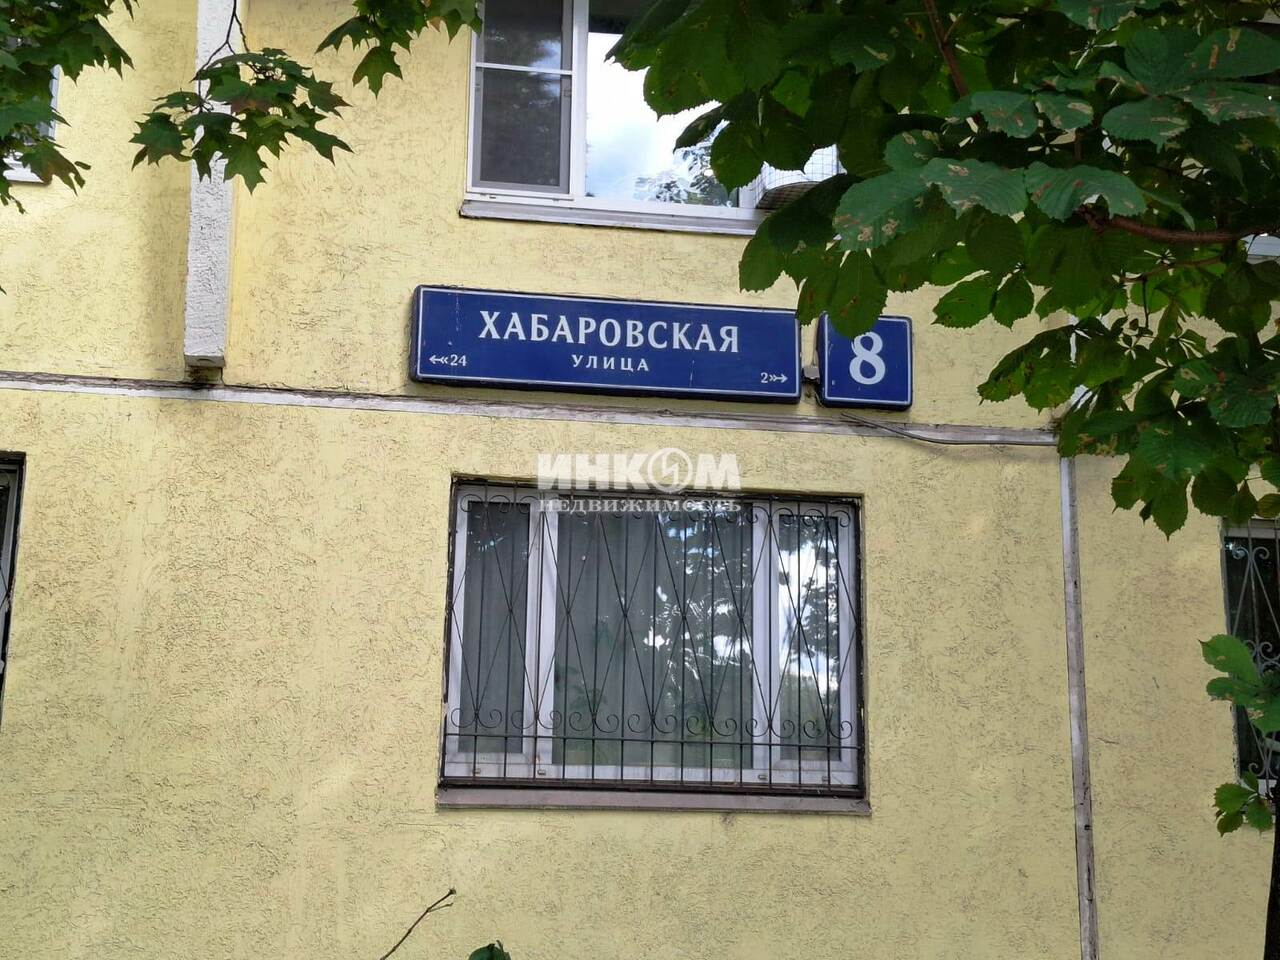 ХАБАРОВСКАЯ
УЛИЦА
←«24
2»→
8
ИНКОМ
НЕДВИЖИМОСТЬ